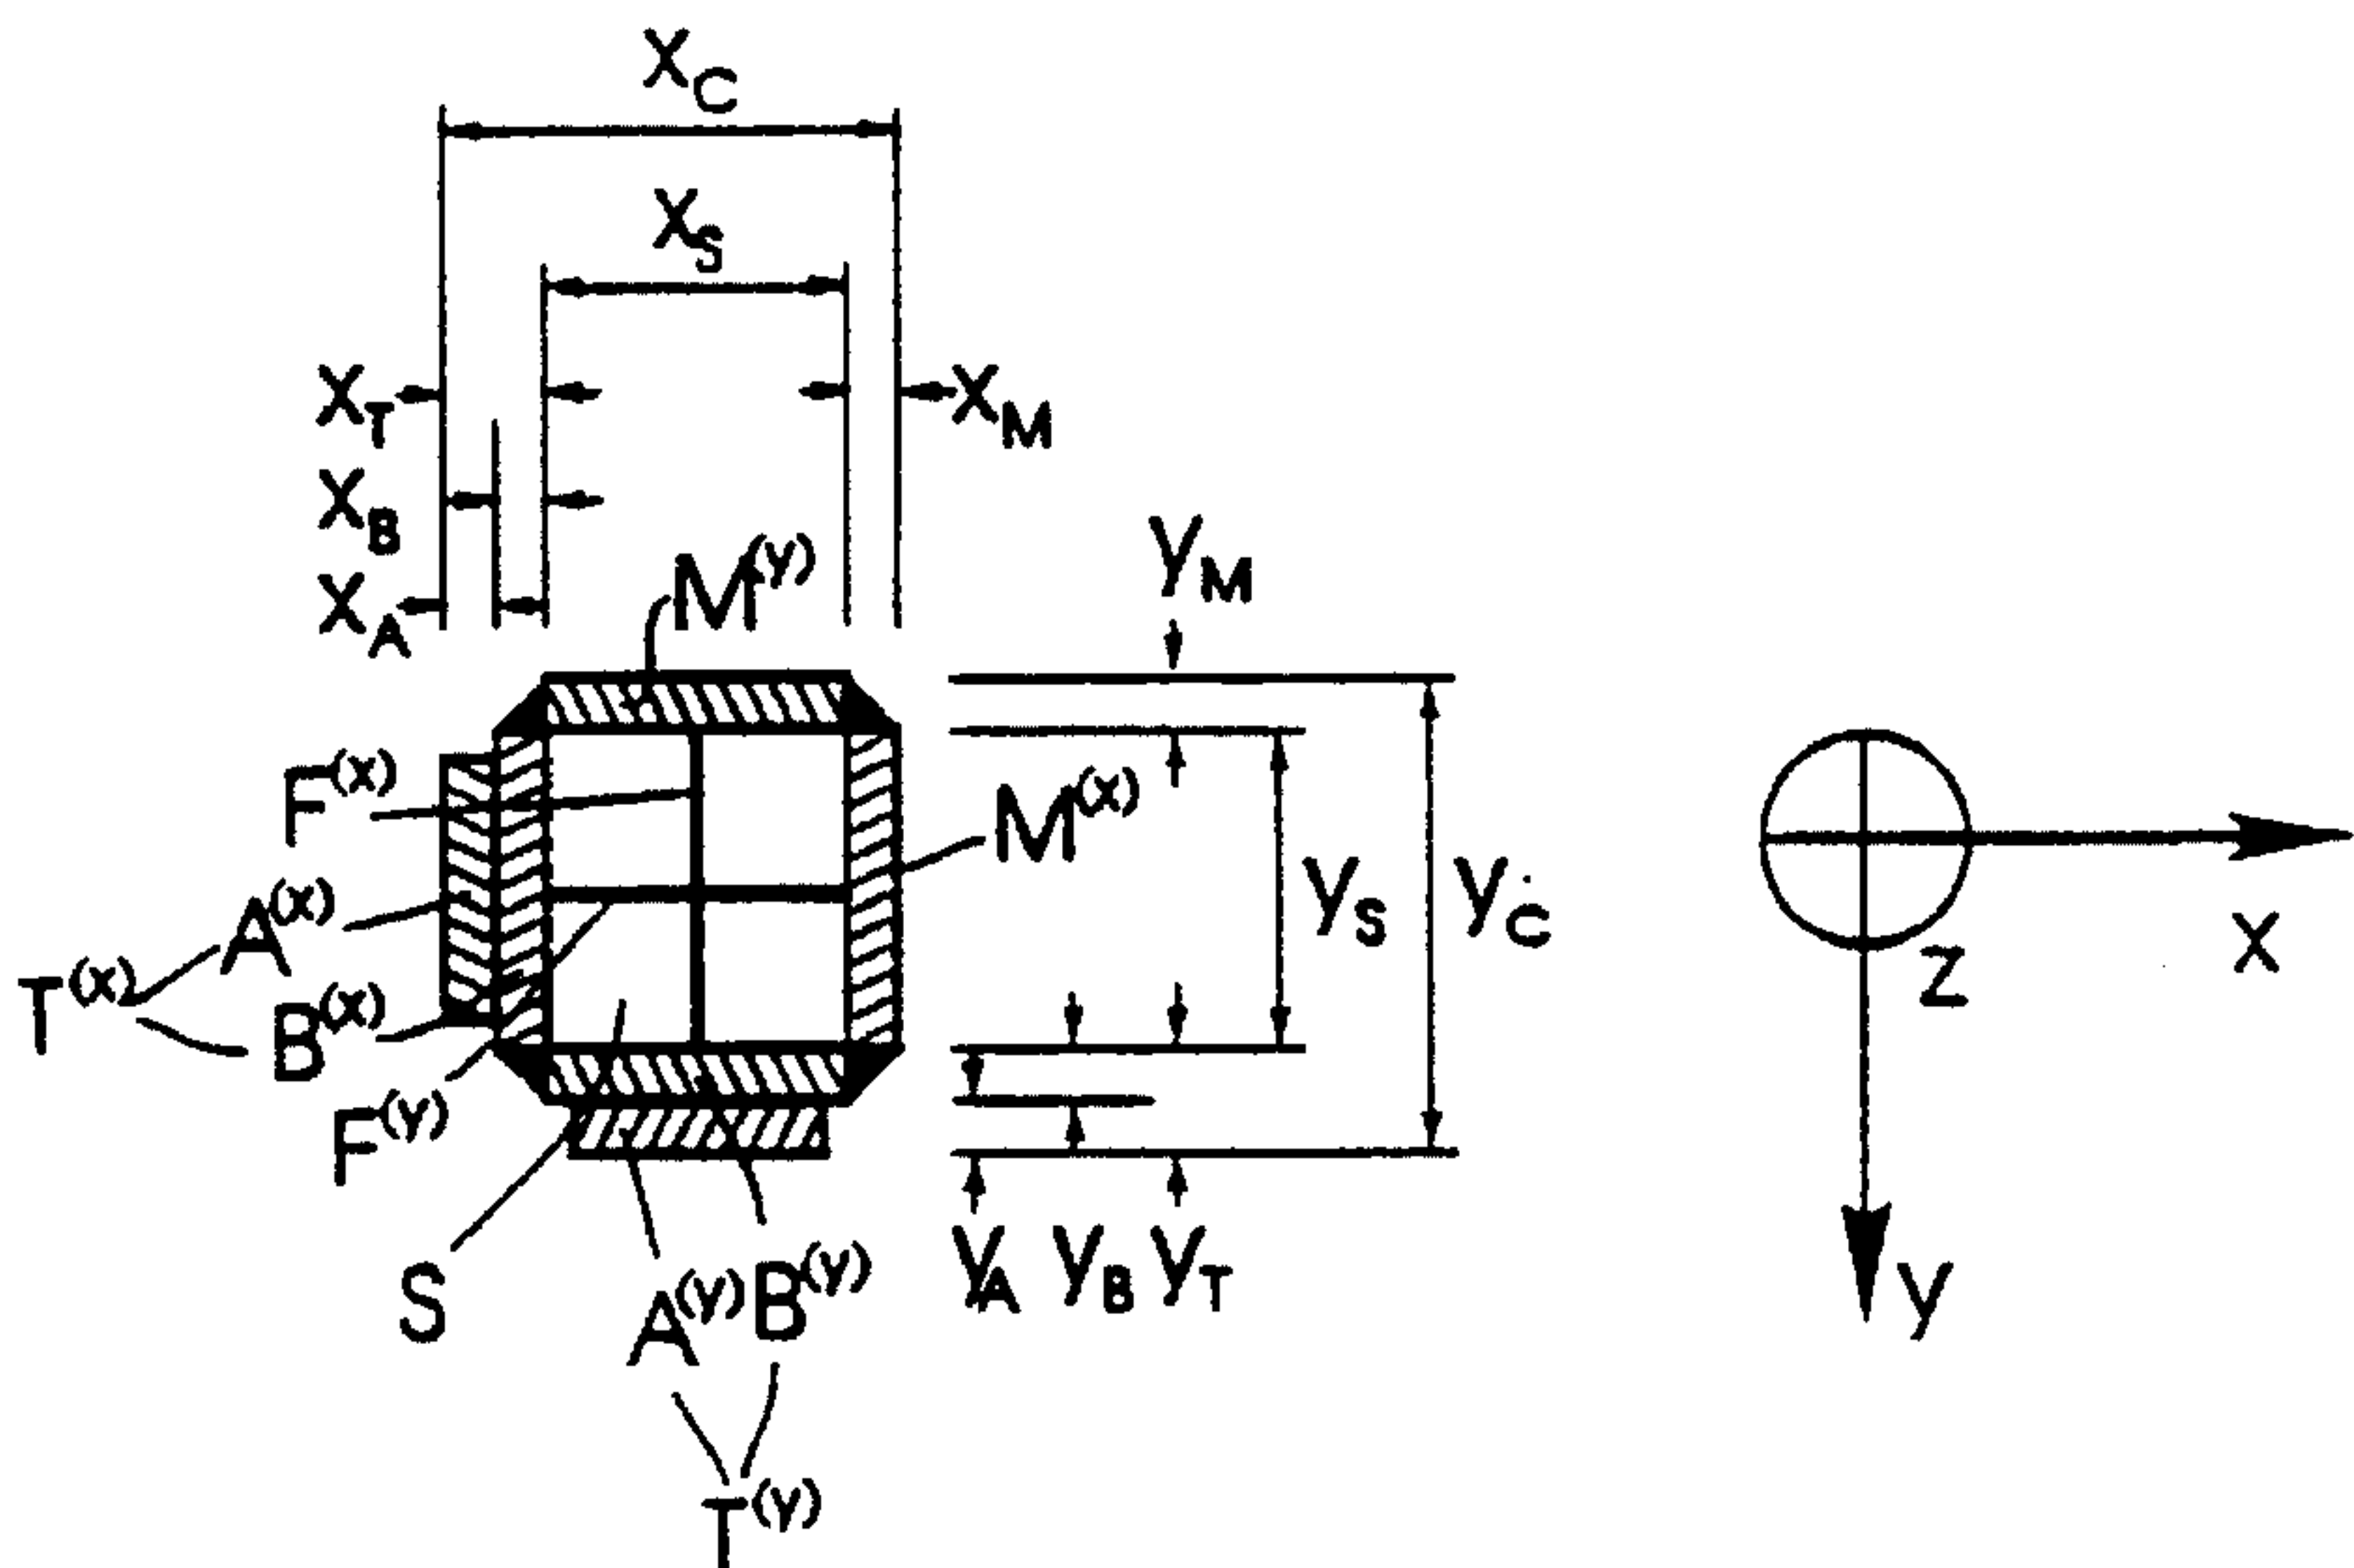 X_C
X_S
X_T X_M
X_B
X_A
M^(y) y_M
F^(x) M^(x)
A^(x) y_S y_C
T^(x) B^(x) z x
F^(y)
S A^(y) B^(y) y_A y_B y_T y
T^(y)